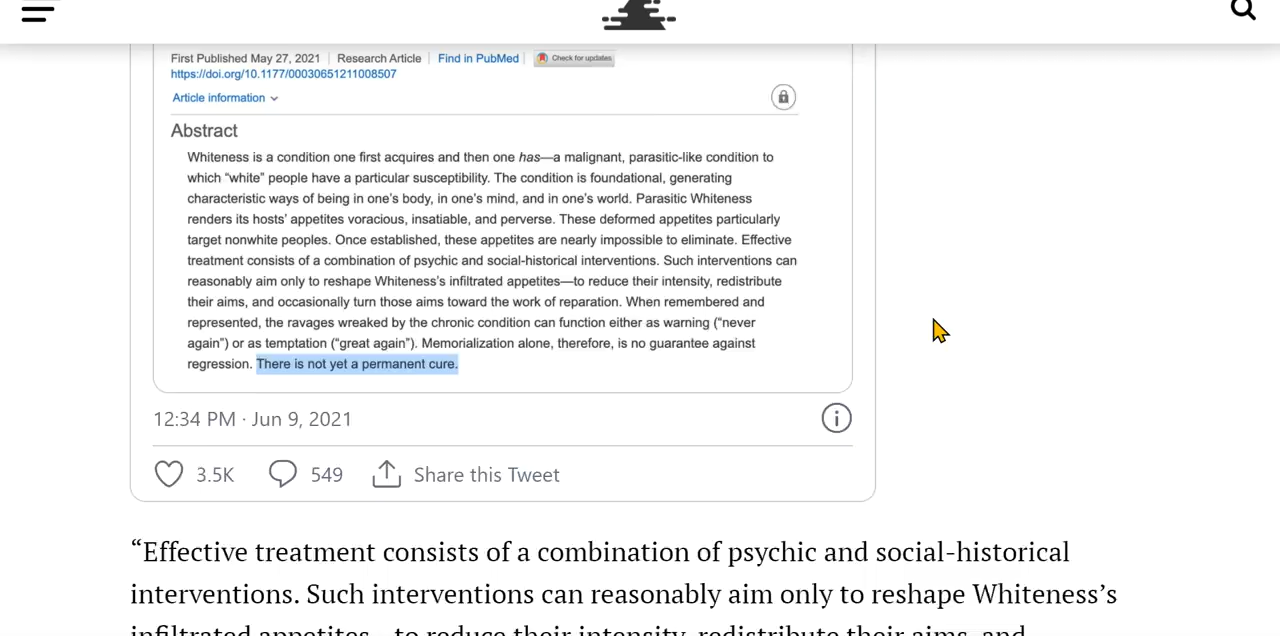 First Published May 27, 2021 | Research Article | Find in PubMed | Check for updates
https://doi.org/10.1177/00030651211008507
Article information
Abstract
Whiteness is a condition one first acquires and then one has—a malignant, parasitic-like condition to
which “white” people have a particular susceptibility. The condition is foundational, generating
characteristic ways of being in one’s body, in one’s mind, and in one’s world. Parasitic Whiteness
renders its hosts’ appetites voracious, insatiable, and perverse. These deformed appetites particularly
target nonwhite peoples. Once established, these appetites are nearly impossible to eliminate. Effective
treatment consists of a combination of psychic and social-historical interventions. Such interventions can
reasonably aim only to reshape Whiteness’s infiltrated appetites—to reduce their intensity, redistribute
their aims, and occasionally turn those aims toward the work of reparation. When remembered and
represented, the ravages wreaked by the chronic condition can function either as warning (“never
again”) or as temptation (“great again”). Memorialization alone, therefore, is no guarantee against
regression. There is not yet a permanent cure.
12:34 PM · Jun 9, 2021
3.5K 549 Share this Tweet
“Effective treatment consists of a combination of psychic and social-historical
interventions. Such interventions can reasonably aim only to reshape Whiteness’s
infiltrated appetites—to reduce their intensity, redistribute their aims, and